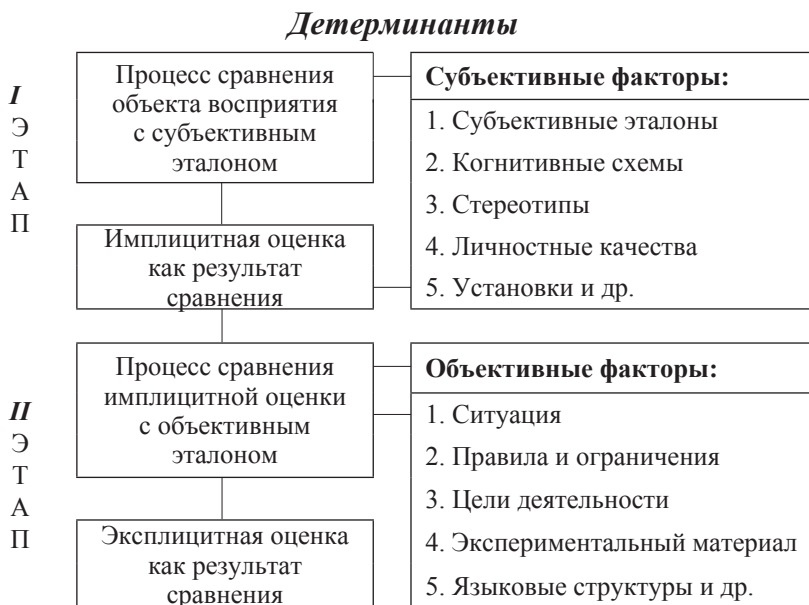 Детерминанты
I
Э
Т
А
П
Процесс сравнения
объекта восприятия
с субъективным
эталоном
Имплицитная оценка
как результат
сравнения
Субъективные факторы:
1. Субъективные эталоны
2. Когнитивные схемы
3. Стереотипы
4. Личностные качества
5. Установки и др.
II
Э
Т
А
П
Процесс сравнения
имплицитной оценки
с объективным
эталоном
Эксплицитная оценка
как результат
сравнения
Объективные факторы:
1. Ситуация
2. Правила и ограничения
3. Цели деятельности
4. Экспериментальный материал
5. Языковые структуры и др.